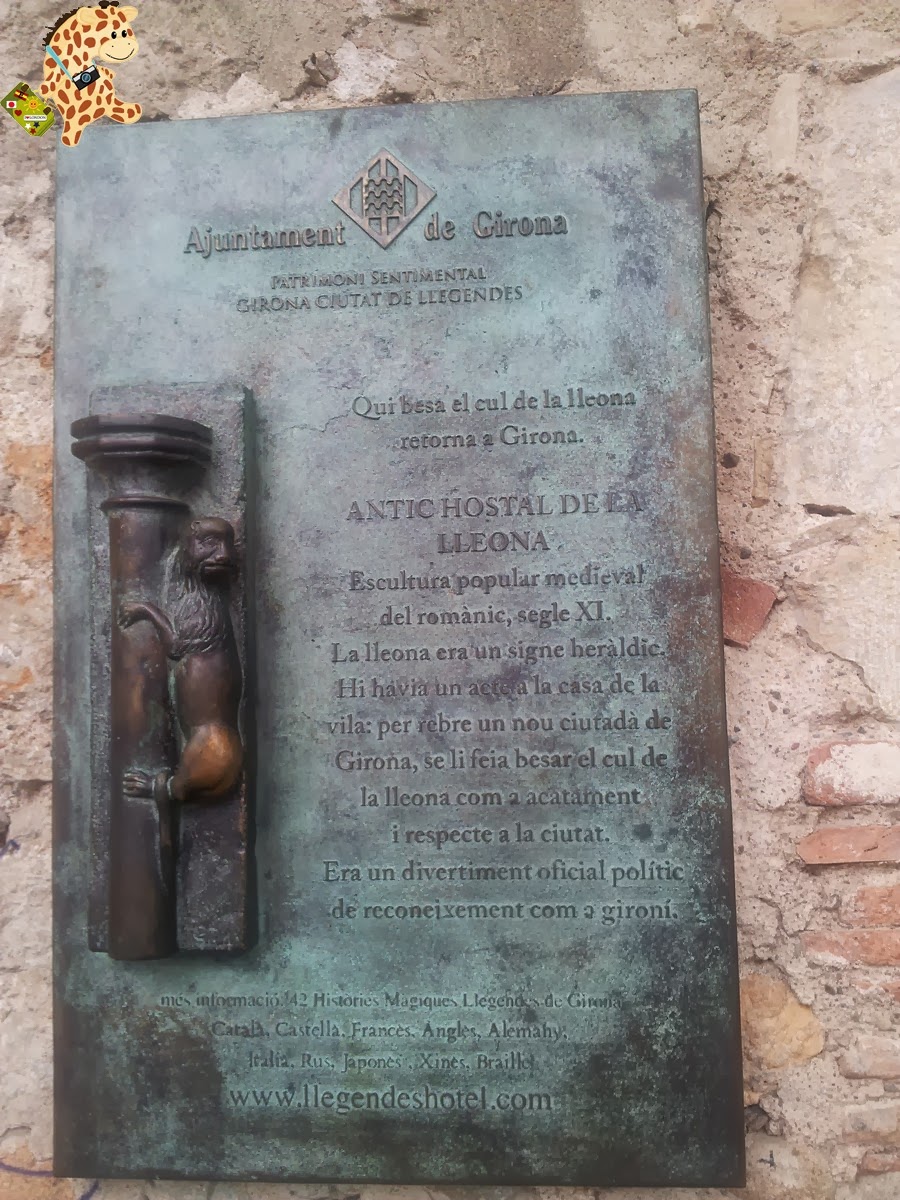 Ajuntament de Girona
PATRIMONI SENTIMENTAL
GIRONA CIUTAT DE LLEGENDES
Qui besa el cul de la lleona
retorna a Girona.
ANTIC HOSTAL DE LA
LLEONA
Escultura popular medieval
del romànic, segle XI.
La lleona era un signe heràldic.
Hi havia un acte a la casa de la
vila: per rebre un nou ciutadà de
Girona, se li feia besar el cul de
la lleona com a acatament
i respecte a la ciutat.
Era un divertiment oficial polític
de reconeixement com a gironí.
més informació: 42 Histories Magiques Llegendes de Girona
Català, Castellà, Francès, Anglès, Alemany,
Italià, Rus, Japonès, Xinès, Braille
www.llegendeshotel.com